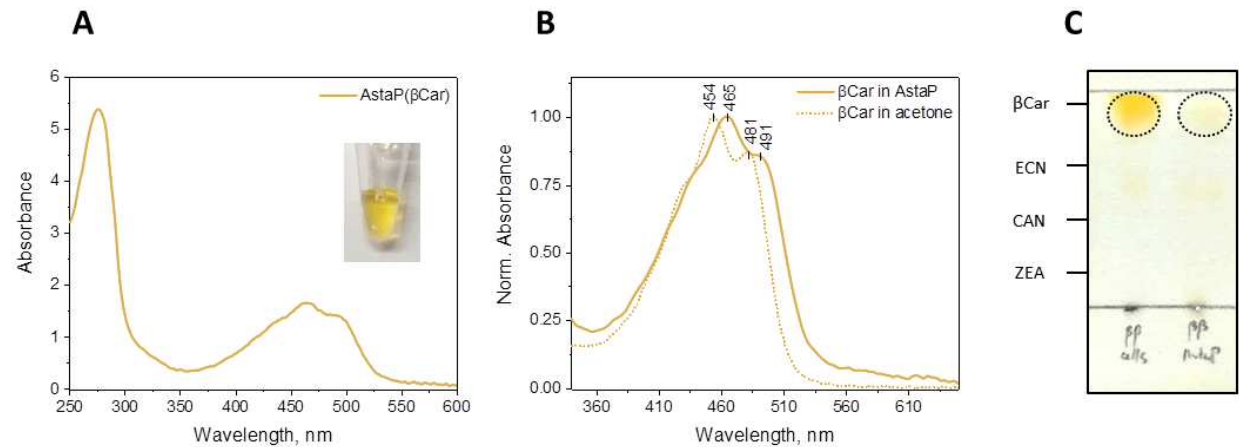 A
B
C
6
5
4
3
2
1
0
Absorbance
250 300 350 400 450 500 550 600
Wavelength, nm
AstaP(βCar)
1.00
0.75
0.50
0.25
0.00
Norm. Absorbance
360 410 460 510 560 610
Wavelength, nm
454
465
481
491
βCar in AstaP
βCar in acetone
βCar
ECN
CAN
ZEA
ββ ββ
cells AstaP